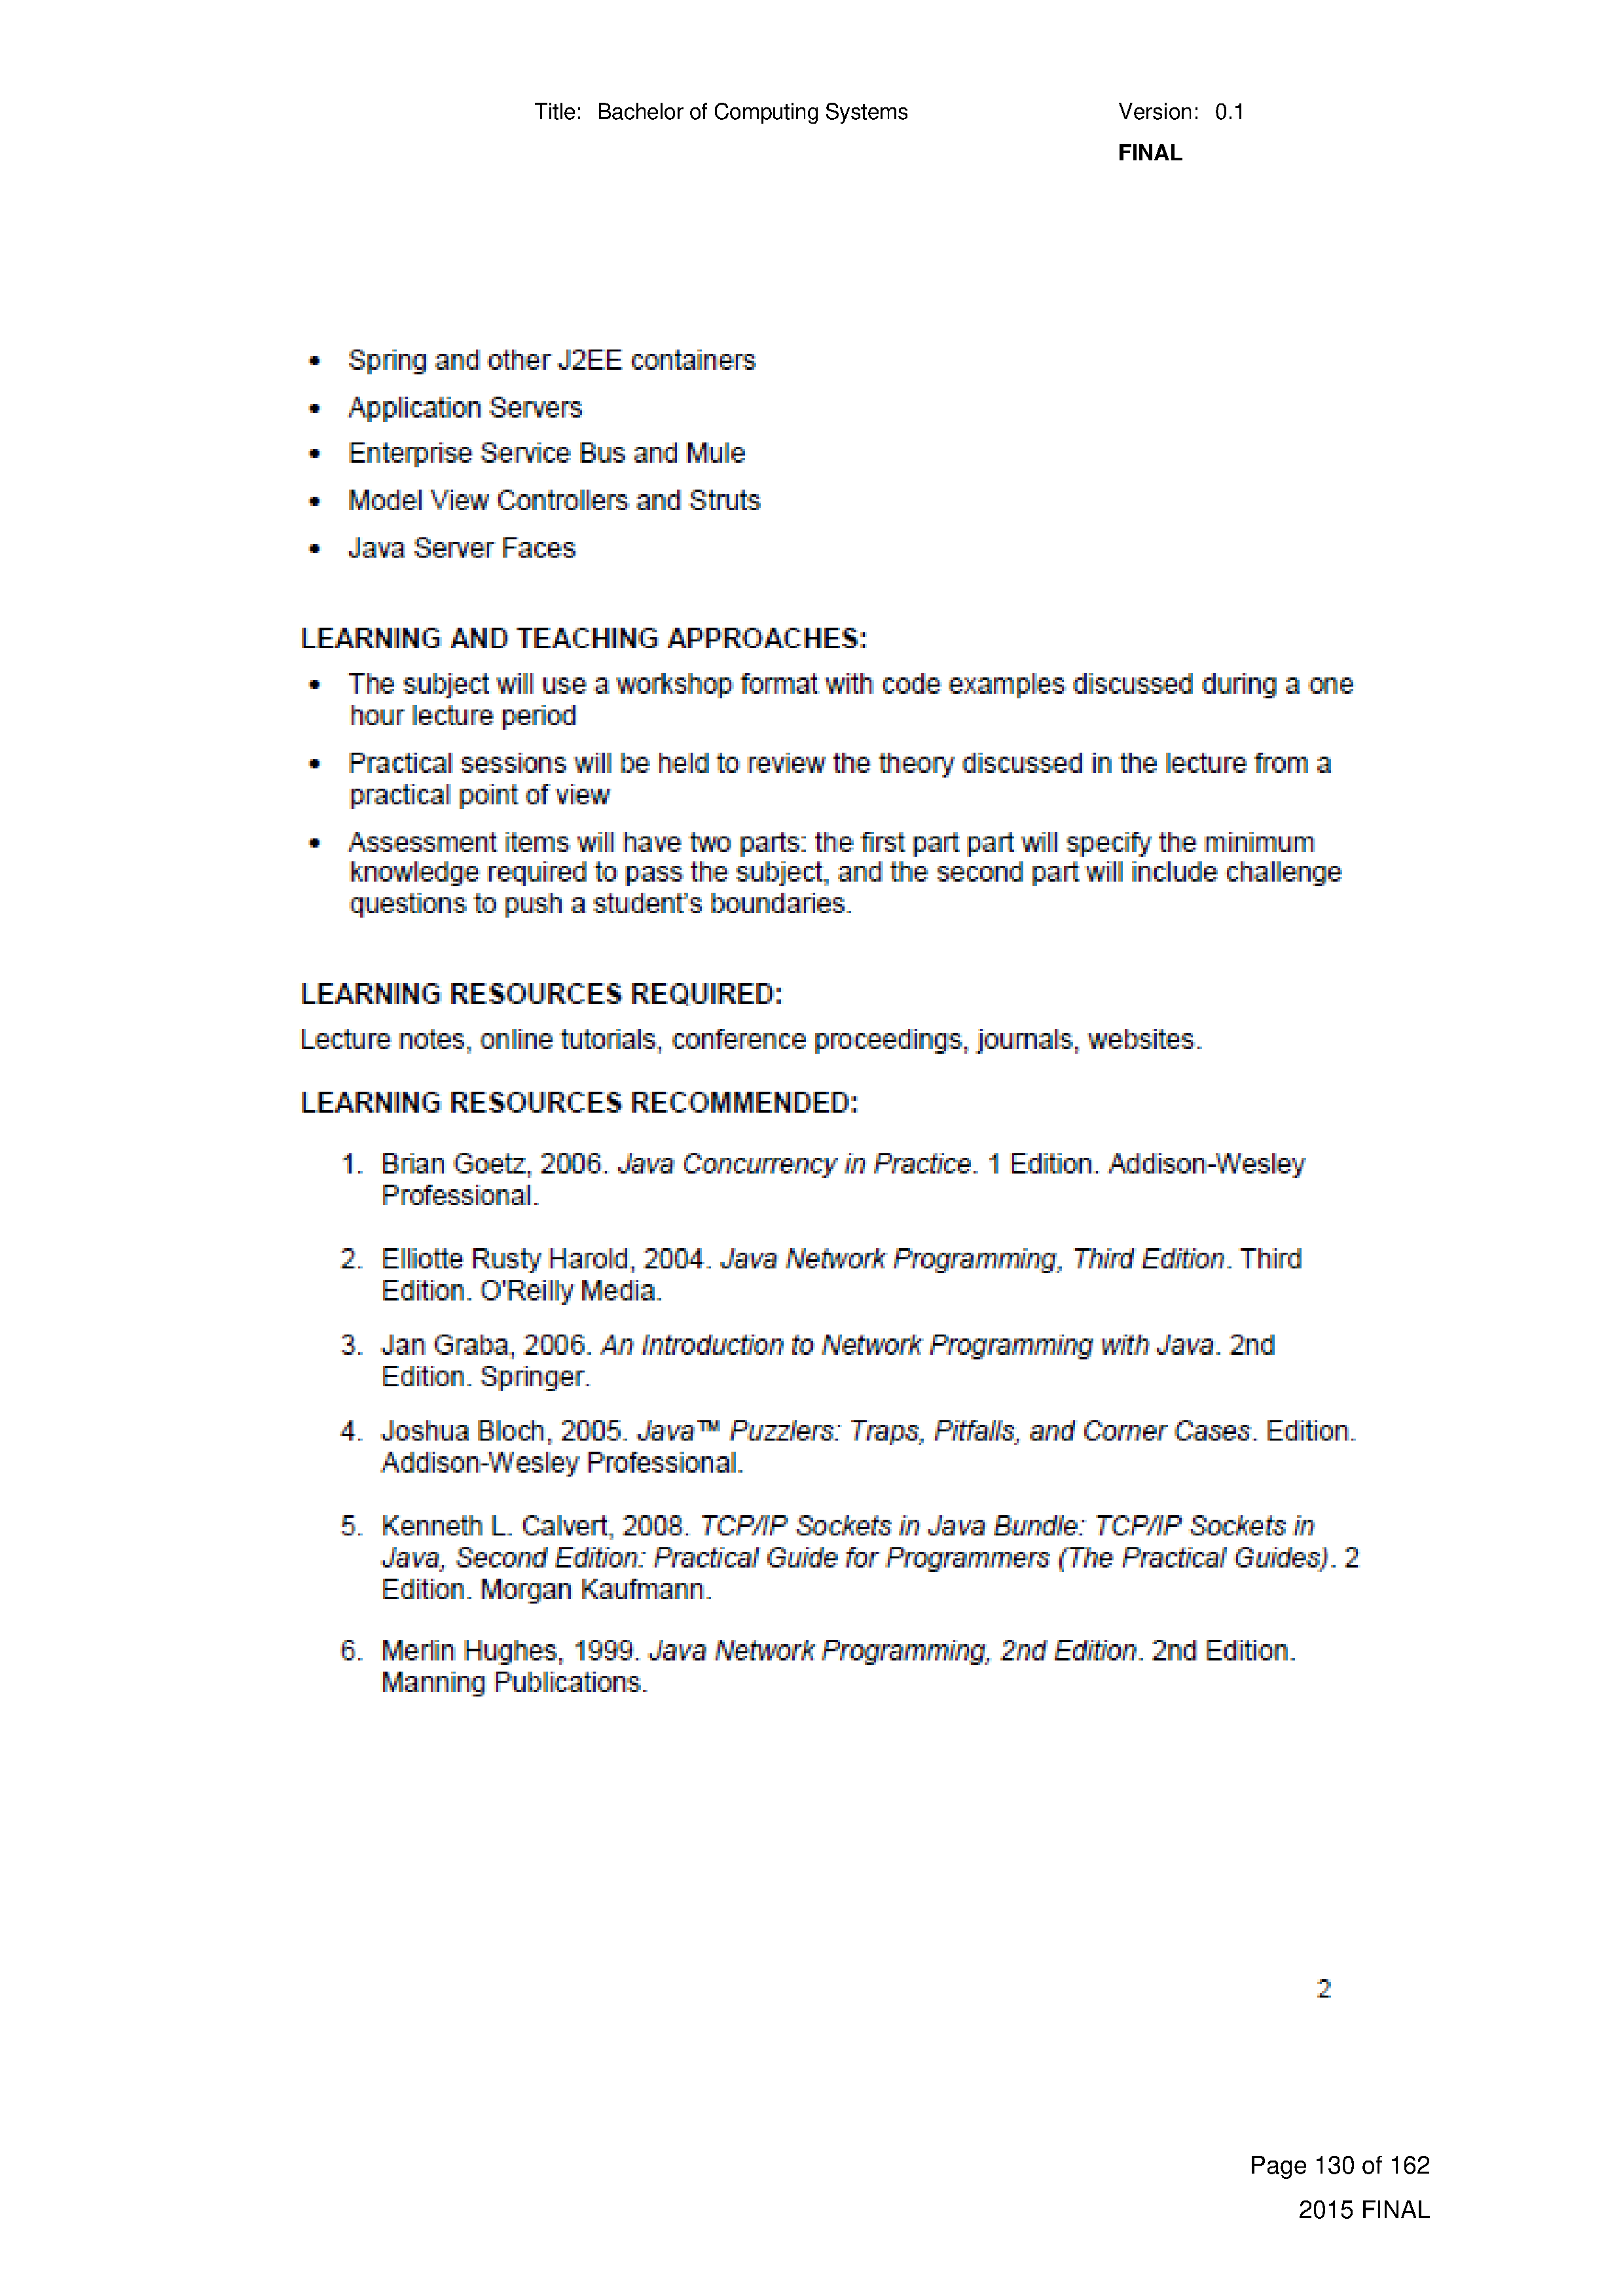 Title: Bachelor of Computing Systems Version: 0.1
FINAL
• Spring and other J2EE containers
• Application Servers
• Enterprise Service Bus and Mule
• Model View Controllers and Struts
• Java Server Faces
LEARNING AND TEACHING APPROACHES:
• The subject will use a workshop format with code examples discussed during a one
hour lecture period
• Practical sessions will be held to review the theory discussed in the lecture from a
practical point of view
• Assessment items will have two parts: the first part part will specify the minimum
knowledge required to pass the subject, and the second part will include challenge
questions to push a student's boundaries.
LEARNING RESOURCES REQUIRED:
Lecture notes, online tutorials, conference proceedings, journals, websites.
LEARNING RESOURCES RECOMMENDED:
1. Brian Goetz, 2006. Java Concurrency in Practice. 1 Edition. Addison-Wesley
Professional.
2. Elliotte Rusty Harold, 2004. Java Network Programming, Third Edition. Third
Edition. O'Reilly Media.
3. Jan Graba, 2006. An Introduction to Network Programming with Java. 2nd
Edition. Springer.
4. Joshua Bloch, 2005. Java™ Puzzlers: Traps, Pitfalls, and Corner Cases. Edition.
Addison-Wesley Professional.
5. Kenneth L. Calvert, 2008. TCP/IP Sockets in Java Bundle: TCP/IP Sockets in
Java, Second Edition: Practical Guide for Programmers (The Practical Guides). 2
Edition. Morgan Kaufmann.
6. Merlin Hughes, 1999. Java Network Programming, 2nd Edition. 2nd Edition.
Manning Publications.
2
Page 130 of 162
2015 FINAL